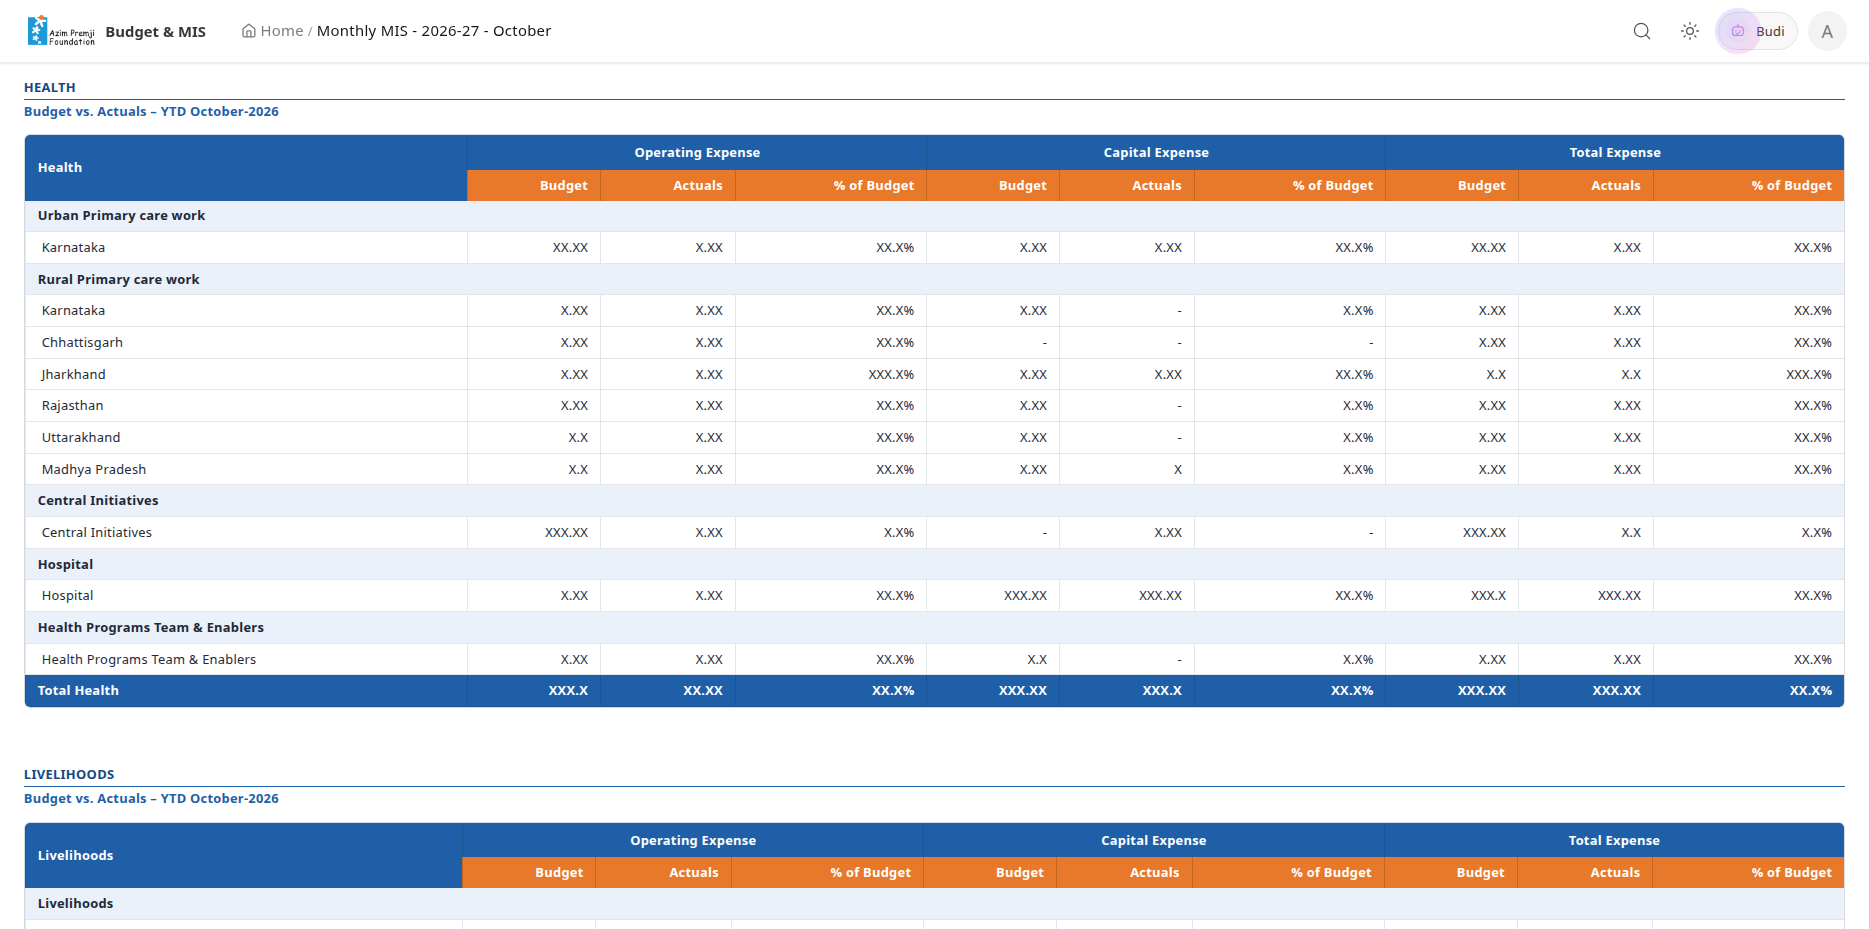 Azim Premji
Foundation
Budget & MIS
Home / Monthly MIS - 2026-27 - October
Budi
A
HEALTH
Budget vs. Actuals – YTD October-2026
Health Operating Expense Capital Expense Total Expense
Budget Actuals % of Budget Budget Actuals % of Budget Budget Actuals % of Budget
Urban Primary care work
Karnataka XX.XX X.XX XX.X% X.XX X.XX XX.X% XX.XX X.XX XX.X%
Rural Primary care work
Karnataka X.XX X.XX XX.X% X.XX - X.X% X.XX X.XX XX.X%
Chhattisgarh X.XX X.XX XX.X% - - - X.XX X.XX XX.X%
Jharkhand X.XX X.XX XXX.X% X.XX X.XX XX.X% X.X X.X XXX.X%
Rajasthan X.XX X.XX XX.X% X.XX - X.X% X.XX X.XX XX.X%
Uttarakhand X.X X.XX XX.X% X.XX - X.X% X.XX X.XX XX.X%
Madhya Pradesh X.X X.XX XX.X% X.XX X X.X% X.XX X.XX XX.X%
Central Initiatives
Central Initiatives XXX.XX X.XX X.X% - X.XX - XXX.XX X.X X.X%
Hospital
Hospital X.XX X.XX XX.X% XXX.XX XXX.XX XX.X% XXX.X XXX.XX XX.X%
Health Programs Team & Enablers
Health Programs Team & Enablers X.XX X.XX XX.X% X.X - X.X% X.XX X.XX XX.X%
Total Health XXX.X XX.XX XX.X% XXX.XX XXX.X XX.X% XXX.XX XXX.XX XX.X%
LIVELIHOODS
Budget vs. Actuals – YTD October-2026
Livelihoods Operating Expense Capital Expense Total Expense
Budget Actuals % of Budget Budget Actuals % of Budget Budget Actuals % of Budget
Livelihoods